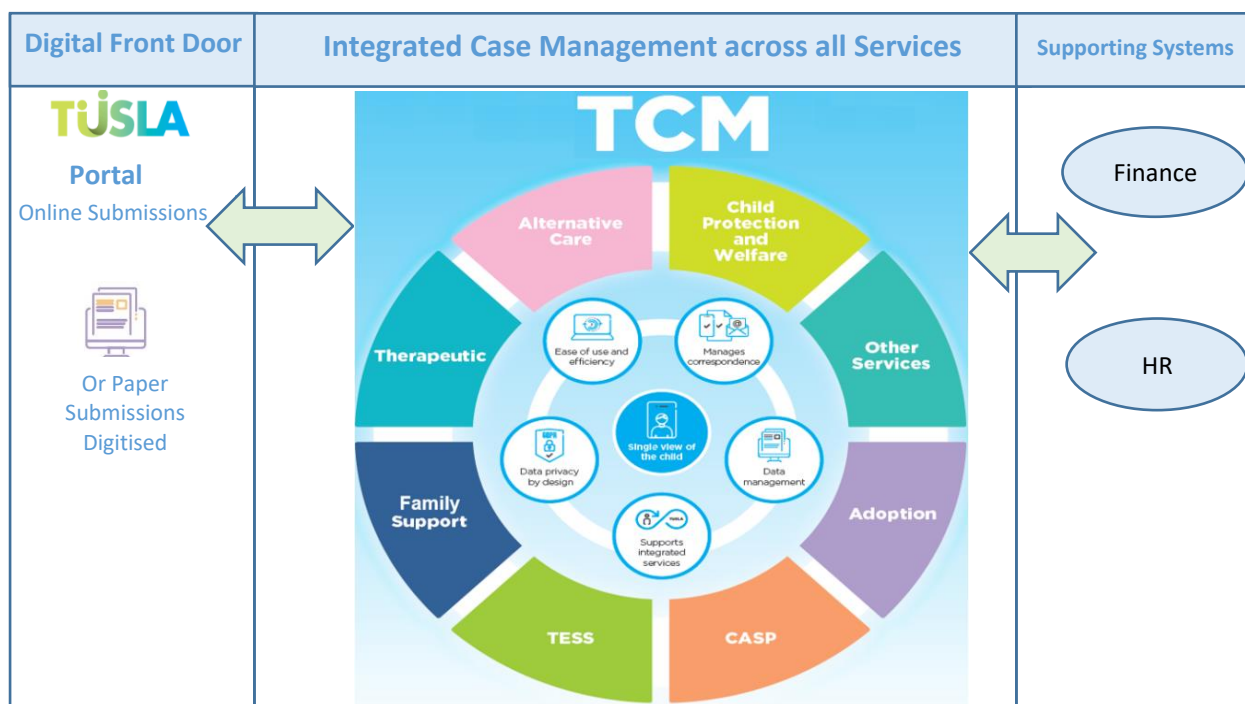 Digital Front Door
Integrated Case Management across all Services
Supporting Systems
TUSLA
Portal
Online Submissions
Or Paper
Submissions
Digitised
TCM
Alternative
Care
Child
Protection
and
Welfare
Therapeutic
Other
Services
Family
Support
Adoption
TESS
CASP
Ease of use and
efficiency
Manages
correspondence
Single view of
the child
GDPR
Data privacy
by design
Data
management
TUSLA
Supports
integrated
services
Finance
HR